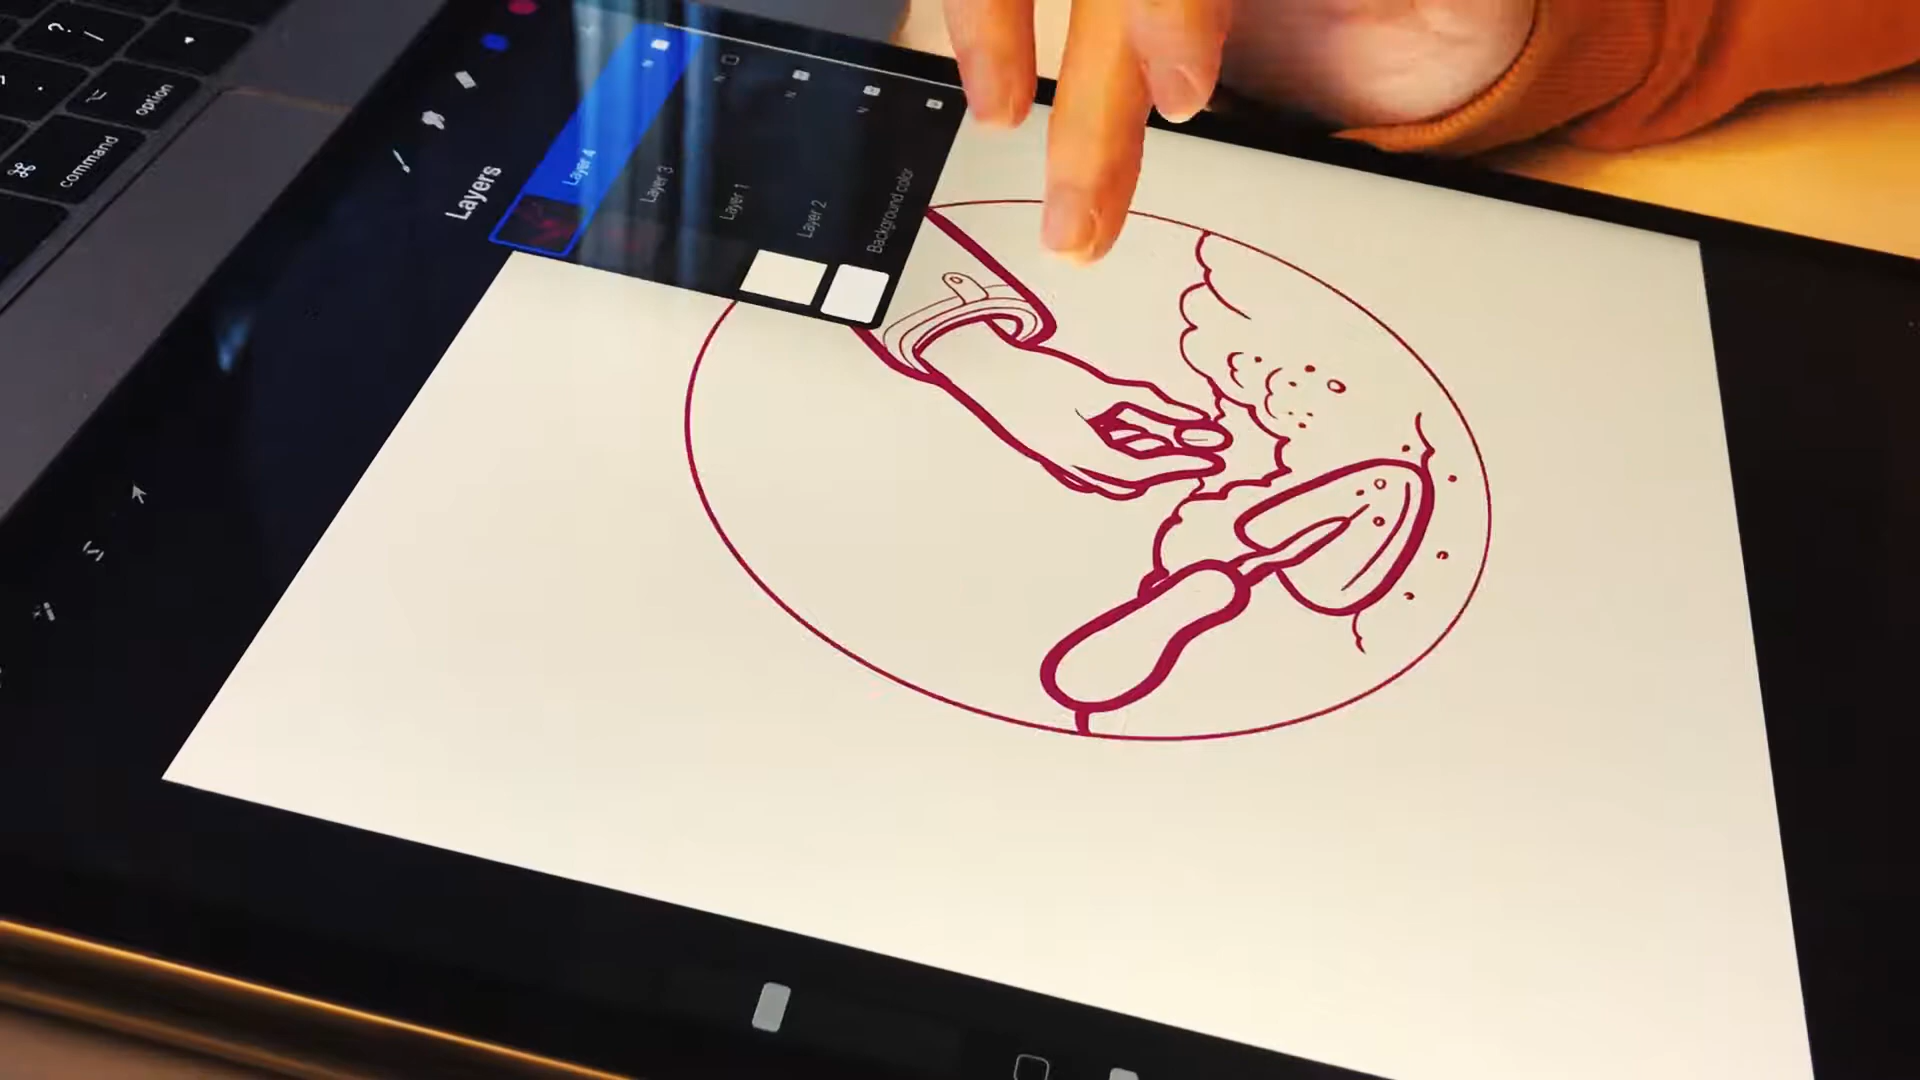 Layers
Layer 4
N
Layer 3
N
Layer 1
N
Layer 2
N
Background color
?
/
option
command